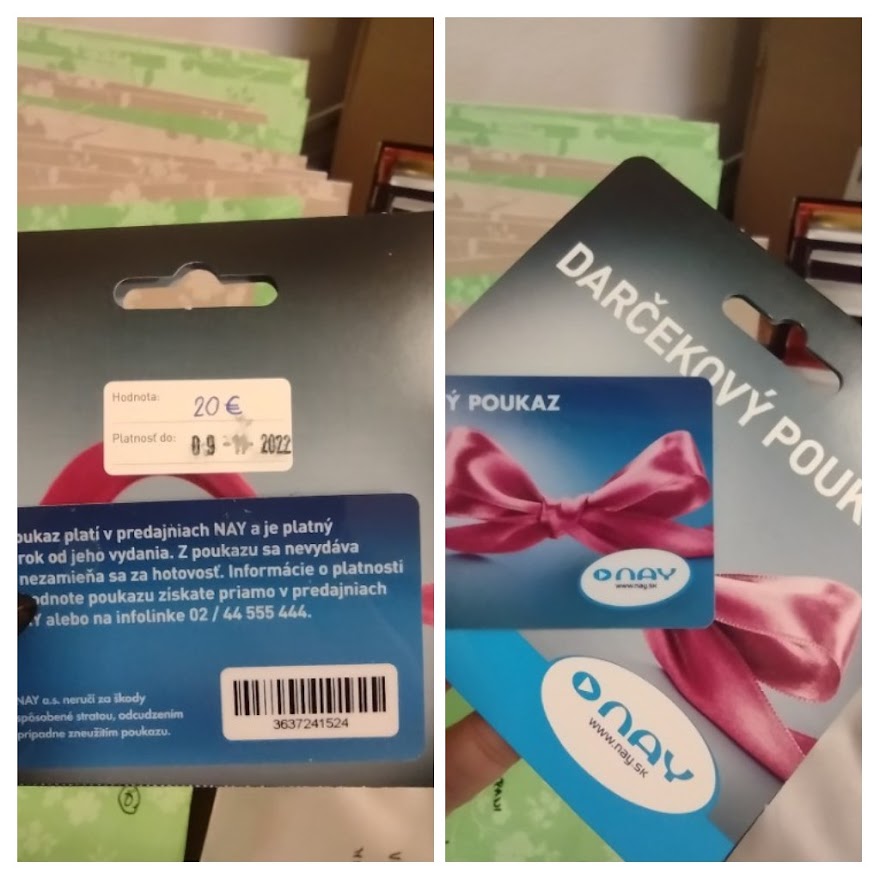 Hodnota:
20 €
Platnosť do:
09 -11- 2022
oukaz platí v predajniach NAY a je platný
rok od jeho vydania. Z poukazu sa nevydáva
nezamieňa sa za hotovosť. Informácie o platnosti
odnote poukazu získate priamo v predajniach
Y alebo na infolinke 02 / 44 555 444.
NAY a.s. neručí za škody
spôsobené stratou, odcudzením
prípadne zneužitím poukazu.
3637241524
DARČEKOVÝ POUK
Ý POUKAZ
NAY
www.nay.sk
NAY
www.nay.sk